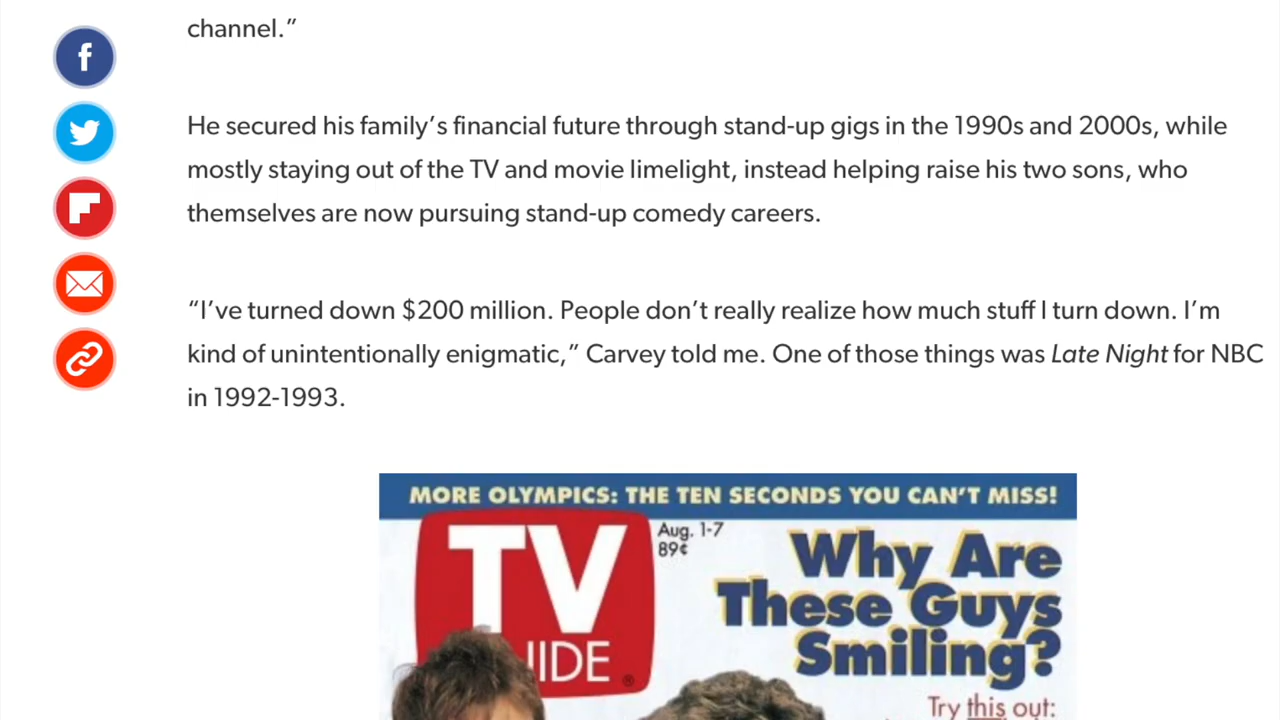 channel.”
He secured his family’s financial future through stand-up gigs in the 1990s and 2000s, while
mostly staying out of the TV and movie limelight, instead helping raise his two sons, who
themselves are now pursuing stand-up comedy careers.
“I’ve turned down $200 million. People don’t really realize how much stuff I turn down. I’m
kind of unintentionally enigmatic,” Carvey told me. One of those things was Late Night for NBC
in 1992-1993.
MORE OLYMPICS: THE TEN SECONDS YOU CAN’T MISS!
TV
IDE
Aug. 1-7
89¢
Why Are
These Guys
Smiling?
Try this out: